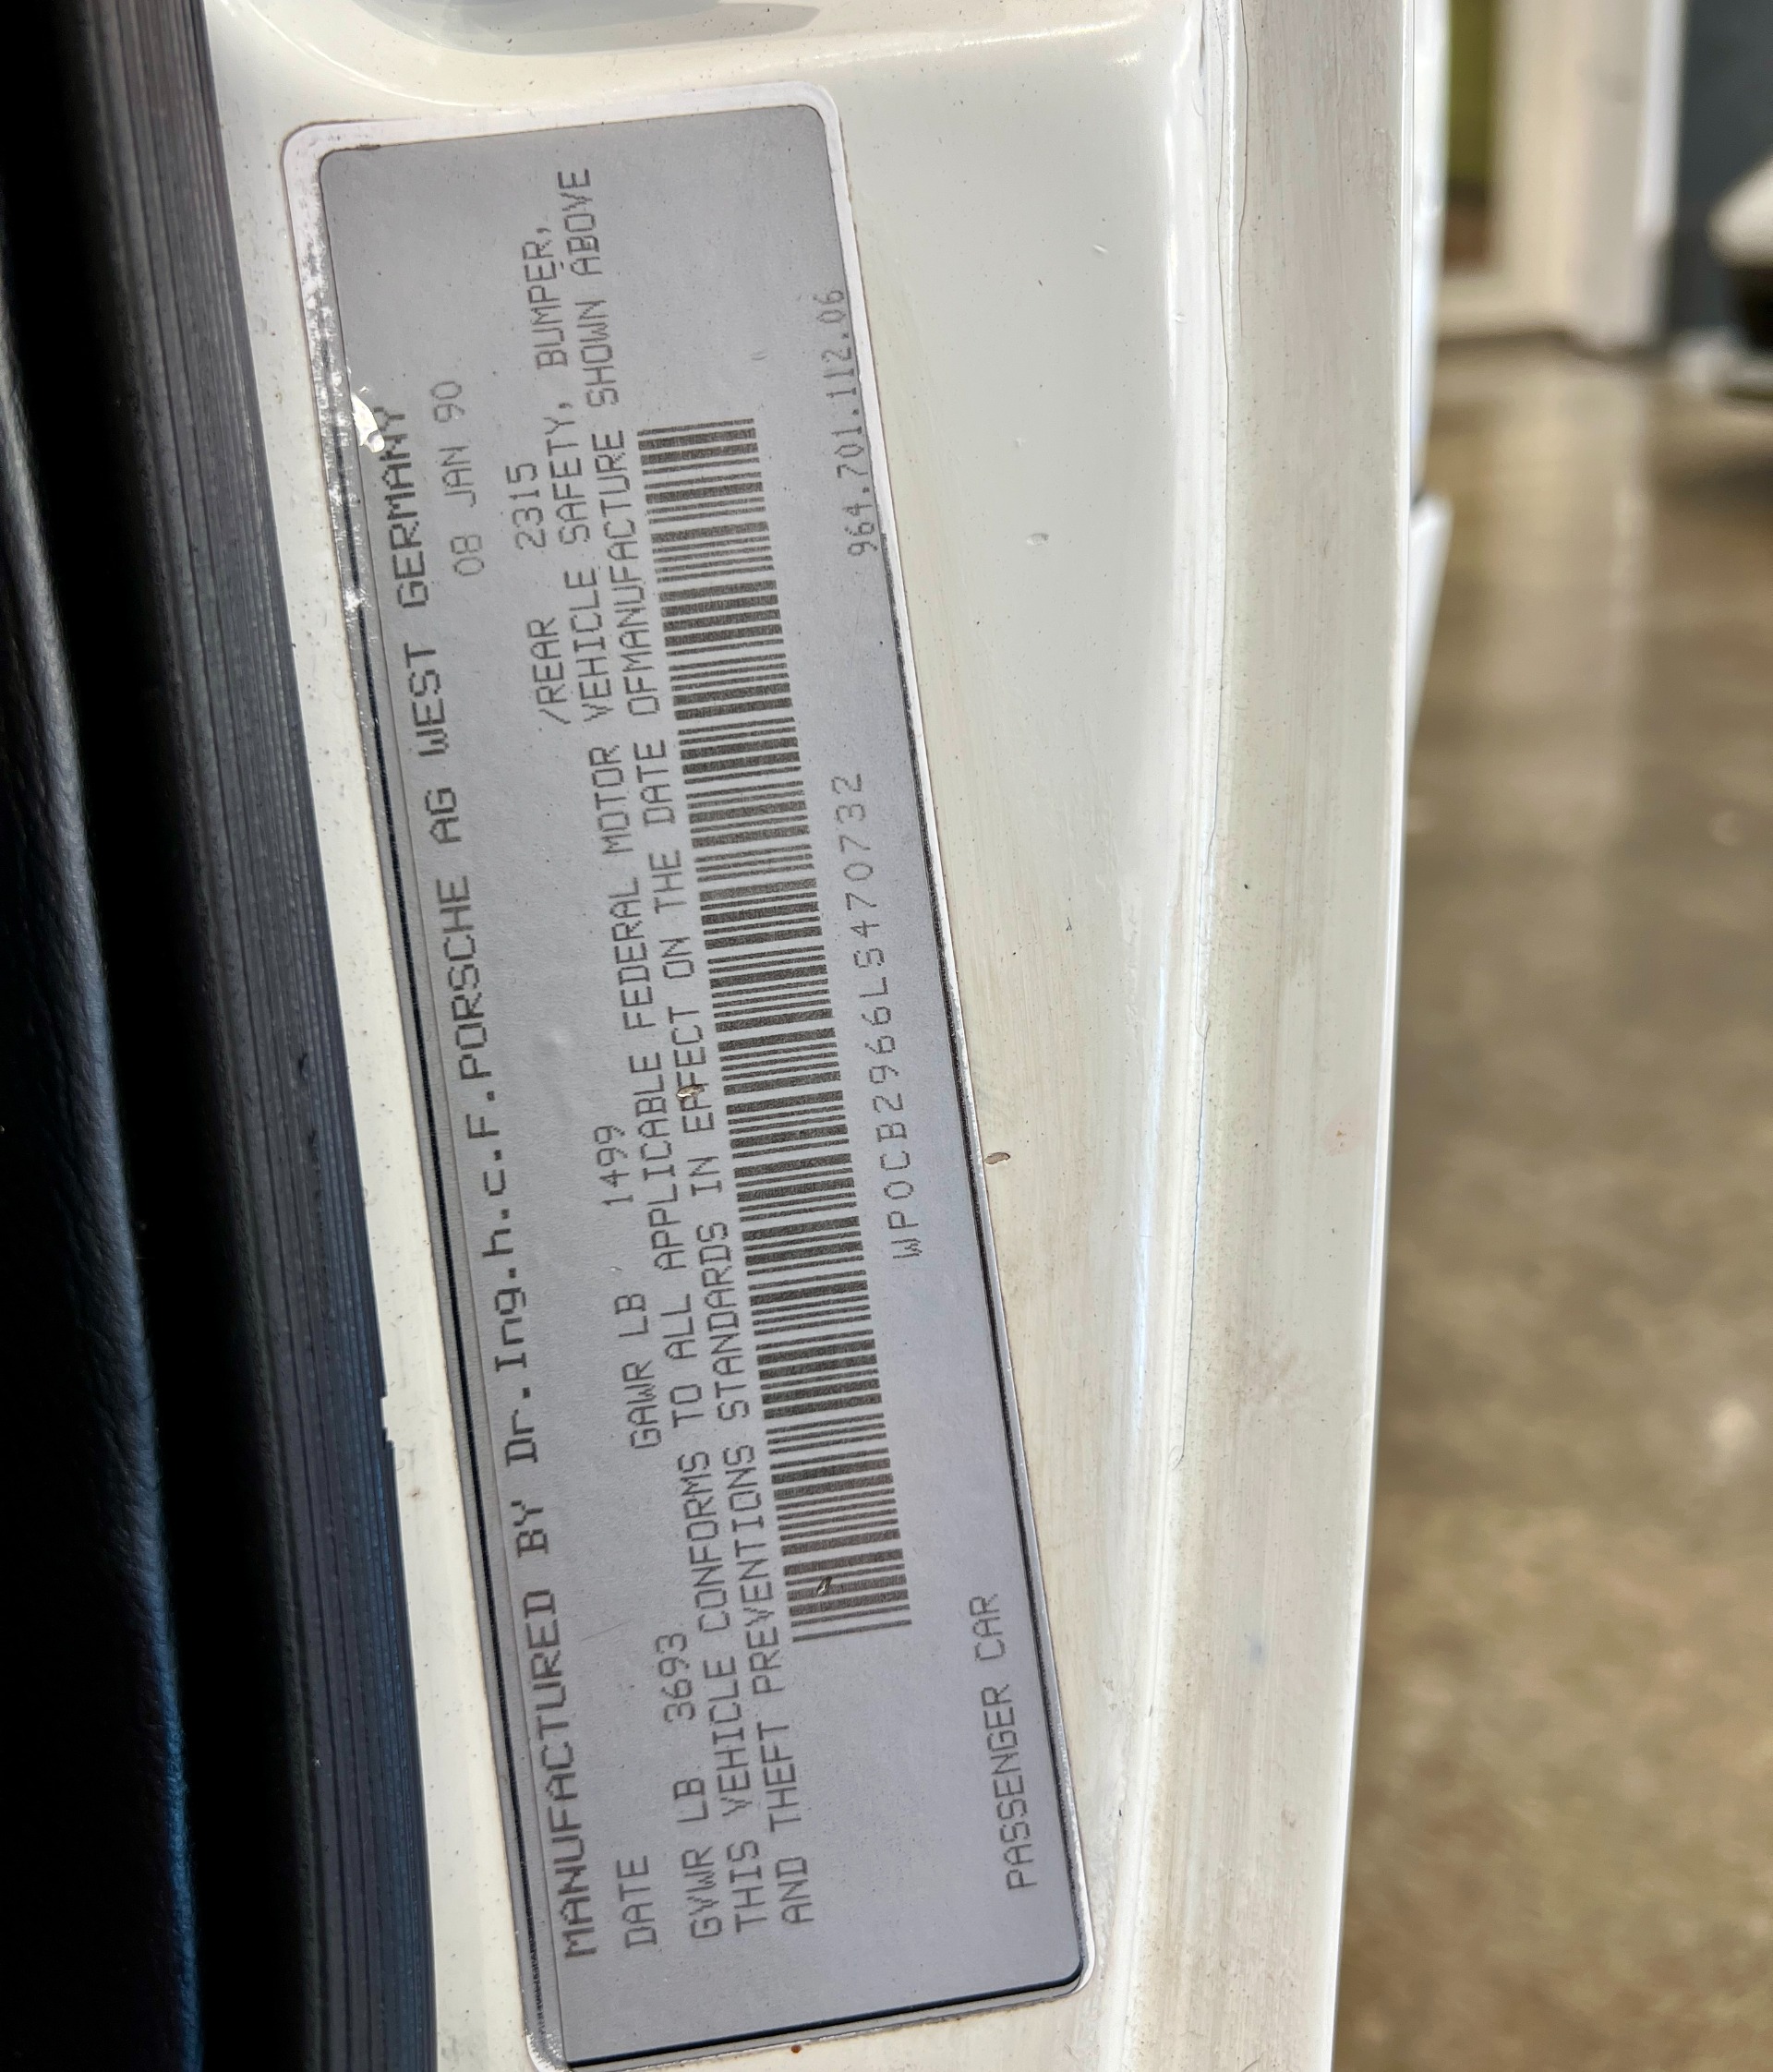 MANUFACTURED BY Dr.Ing.h.c.F.PORSCHE AG WEST GERMANY
DATE 08 JAN 90
GVWR LB 3693 GAWR LB 1499 /REAR 2315
THIS VEHICLE CONFORMS TO ALL APPLICABLE FEDERAL MOTOR VEHICLE SAFETY, BUMPER,
AND THEFT PREVENTIONS STANDARDS IN EFFECT ON THE DATE OFMANUFACTURE SHOWN ABOVE
WP0CB2966LS470732
PASSENGER CAR 964.701.112.06